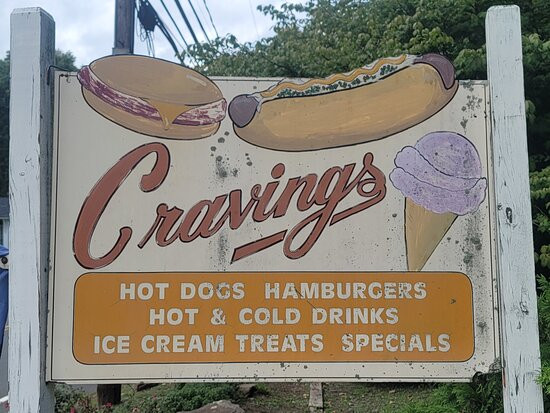 Cravings
HOT DOGS HAMBURGERS
HOT & COLD DRINKS
ICE CREAM TREATS SPECIALS